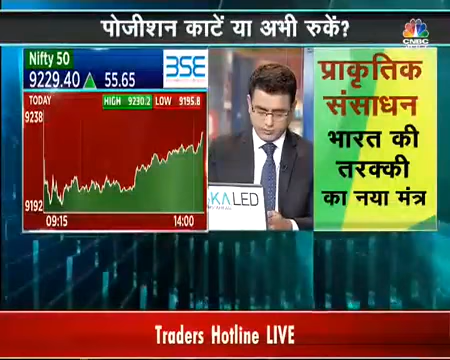 पोजीशन काटें या अभी रुकें?
CNBC
Nifty 50
9229.40 ▲ 55.65
BSE
TODAY
HIGH 9230.2 LOW 9195.8
9238
9192
09:15 14:00
KALED
प्राकृतिक
संसाधन
भारत की
तरक्की
का नया मंत्र
Traders Hotline LIVE